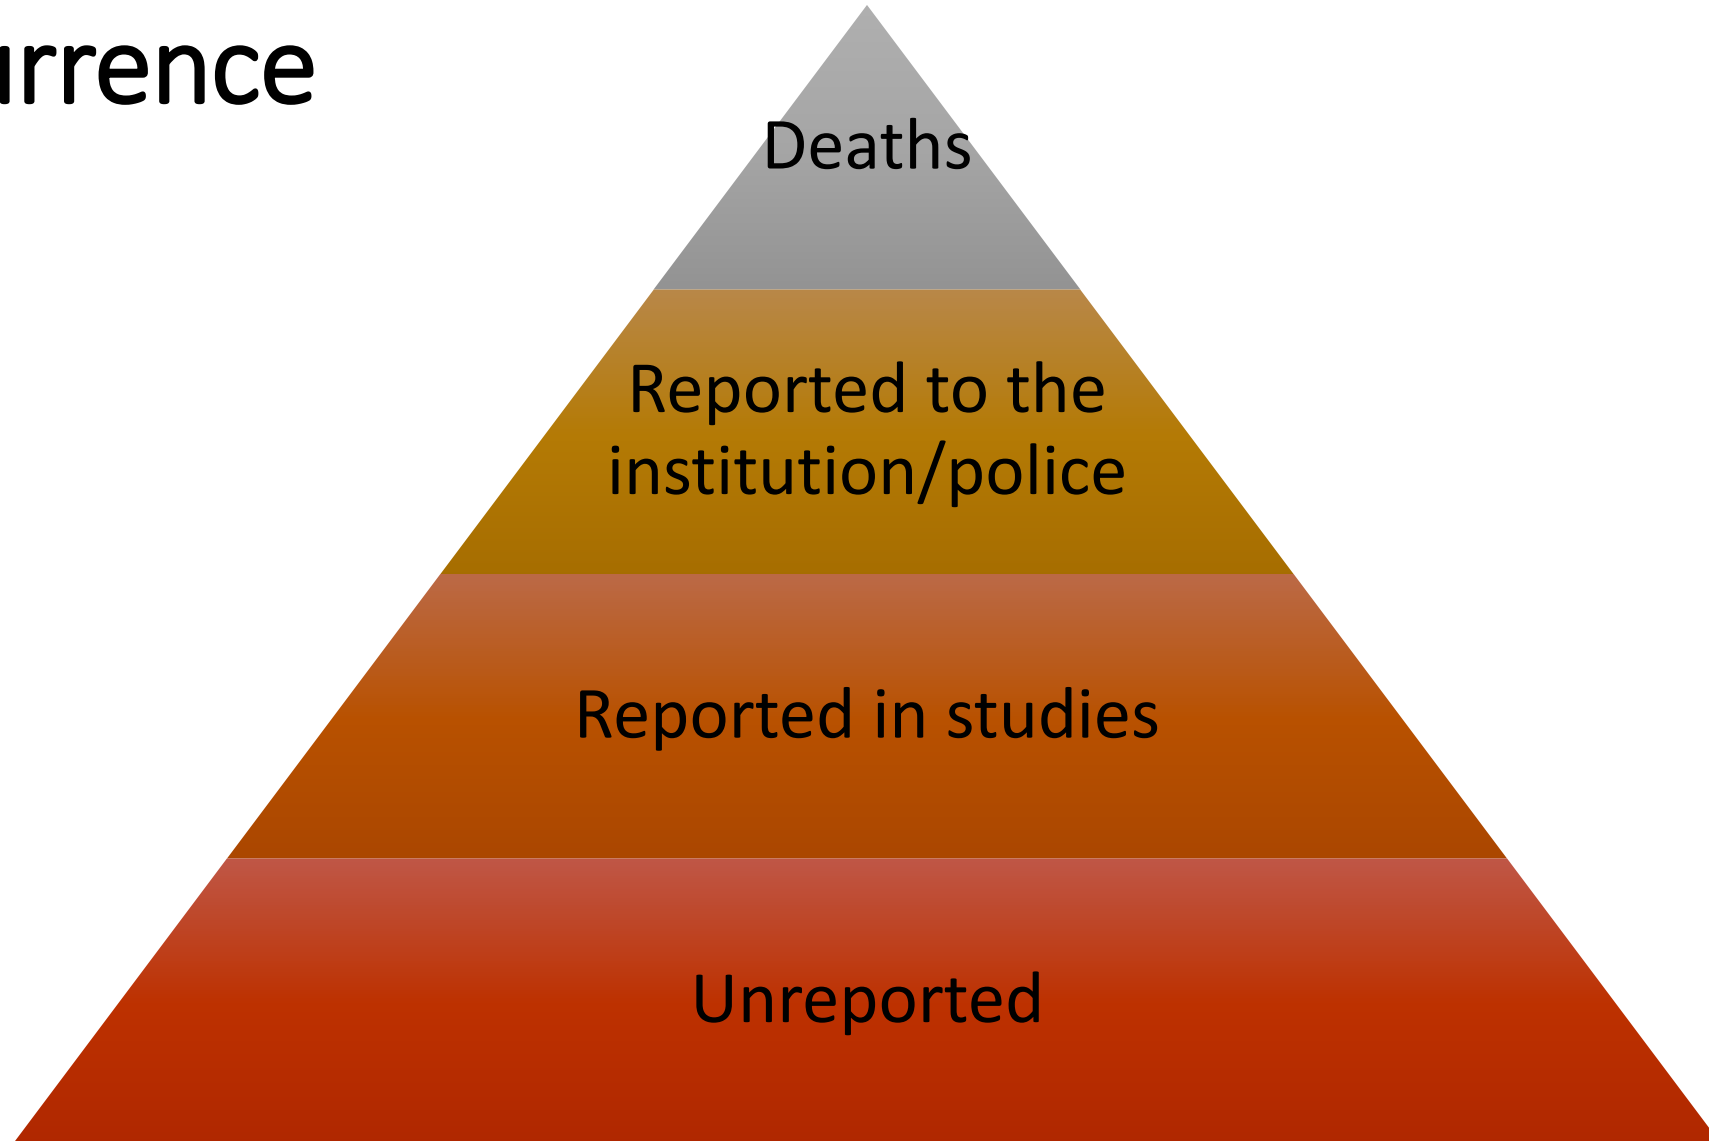 urrence
Deaths
Reported to the
institution/police
Reported in studies
Unreported